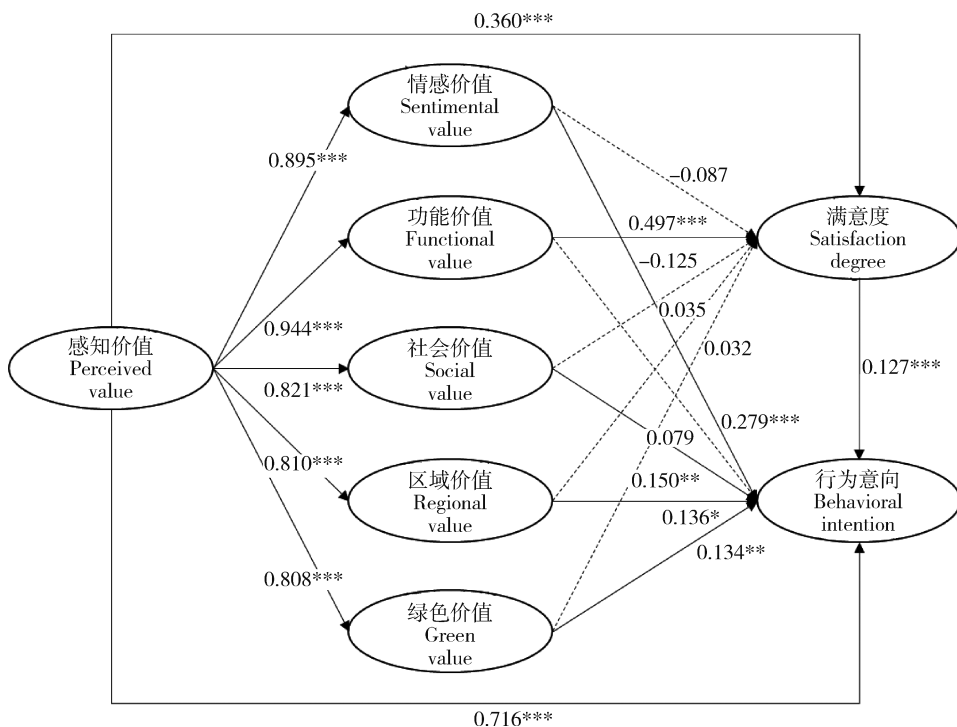 0.360***
情感价值
Sentimental
value
0.895***
-0.087
功能价值
Functional
value
0.497***
满意度
Satisfaction
degree
-0.125
0.944***
0.035
0.032
感知价值
Perceived
value
社会价值
Social
value
0.821***
0.127***
0.279***
0.079
0.810***
区域价值
Regional
value
0.150**
0.136*
行为意向
Behavioral
intention
0.134**
0.808***
绿色价值
Green
value
0.716***